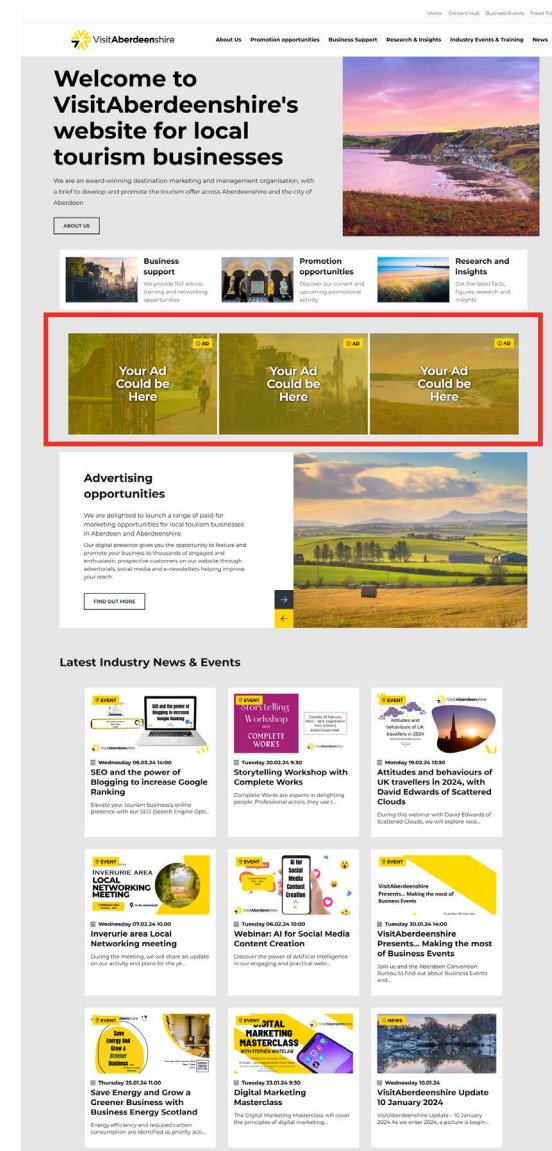 Visitor Content Hub Business Events Travel Tra
VisitAberdeenshire
About Us Promotion opportunities Business Support Research & Insights Industry Events & Training News
Welcome to
VisitAberdeenshire's
website for local
tourism businesses
We are an award-winning destination marketing and management organisation, with
a brief to develop and promote the tourism offer across Aberdeenshire and the city of
Aberdeen
ABOUT US
Business
support
We provide 1to1 advice,
training and networking
opportunities
Promotion
opportunities
Discover our current and
upcoming promotional
activity
Research and
insights
Get the latest facts,
figures, research and
insights
AD
Your Ad
Could be
Here
AD
Your Ad
Could be
Here
AD
Your Ad
Could be
Here
Advertising
opportunities
We are delighted to launch a range of paid-for
marketing opportunities for local tourism businesses
in Aberdeen and Aberdeenshire.
Our digital presence gives you the opportunity to feature and
promote your business to thousands of engaged and
enthusiastic prospective customers on our website through
advertorials, social media and e-newsletters helping improve
your reach.
FIND OUT MORE
Latest Industry News & Events
EVENT
SEO and the power of
Blogging to increase
Google Ranking
VisitAberdeenshire
Wednesday 06.03.24 14:00
SEO and the power of
Blogging to increase Google
Ranking
Elevate your tourism business's online
presence with our SEO (Search Engine Opti...
EVENT
Storytelling
Workshop
WITH
COMPLETE
WORKS
Tuesday 20 February
VisitAberdeenshire
Tuesday 20.02.24 9:30
Storytelling Workshop with
Complete Works
Complete Works are experts in delighting
people. Professional actors, they use t...
EVENT
VisitAberdeenshire
Attitudes and
behaviours of UK
travellers in 2024
Monday 19.02.24 13:30
Attitudes and behaviours of
UK travellers in 2024, with
David Edwards of Scattered
Clouds
During this webinar with David Edwards of
Scattered Clouds, we will explore rece...
EVENT
INVERURIE AREA
LOCAL
NETWORKING
MEETING
Wednesday 07.02.24 10:00
Inverurie area Local
Networking meeting
During the meeting, we will share an update
on our activity and plans for the ye...
EVENT
AI for
Social
Media
Content
Creation
VisitAberdeenshire
Tuesday 06.02.24 10:00
Webinar: AI for Social Media
Content Creation
Discover the power of Artificial Intelligence
in our engaging and practical webi...
EVENT
VisitAberdeenshire
Presents... Making the most of
Business Events
Tuesday 30 January
Tuesday 30.01.24 14:00
VisitAberdeenshire
Presents... Making the most
of Business Events
Join us and the Aberdeen Convention
Bureau to find out about Business Events
and...
EVENT
Save
Energy And
Grow a
Greener
Business
Thursday 25.01.24 11:00
Save Energy and Grow a
Greener Business with
Business Energy Scotland
Energy efficiency and reduced carbon
consumption are identified as priority acti...
EVENT
DIGITAL
MARKETING
MASTERCLASS
WITH STEPHEN WHITELAW
VisitAberdeenshire
Tuesday 23.01.24 9:30
Digital Marketing
Masterclass
The Digital Marketing Masterclass will cover
the principles of digital marketing...
NEWS
Wednesday 10.01.24
VisitAberdeenshire Update
10 January 2024
VisitAberdeenshire Update – 10 January
2024 As we enter 2024, a picture is begin...